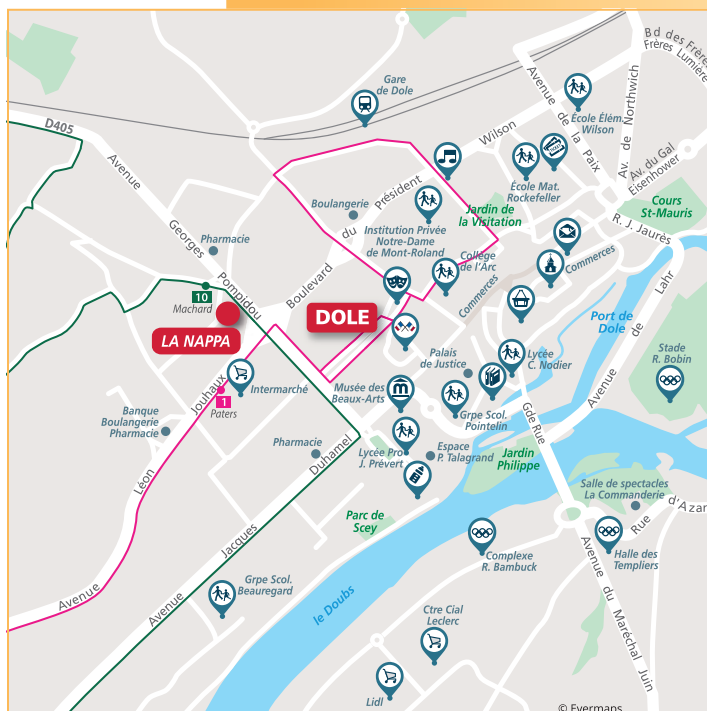 Bd des Frères
Frères Lumière
Gare
de Dole
Avenue de la Paix
Av. de Northwich
École Élém.
Wilson
D405
Wilson
Avenue
Av. du Gal
Eisenhower
École Mat.
Rockefeller
Président
Boulangerie
Jardin de
la Visitation
Cours
St-Mauris
Georges
du
Institution Privée
Notre-Dame
de Mont-Roland
R. J. Jaurès
Pharmacie
Collège
de l'Arc
Commerces
Boulevard
Commerces
Pompidou
Lahr
10
Machard
DOLE
Port de
Dole
de
LA NAPPA
Stade
R. Bobin
Palais
de Justice
Lycée
C. Nodier
Jouhaux
Intermarché
Musée des
Beaux-Arts
Avenue
1
Paters
Banque
Boulangerie
Pharmacie
Grpe Scol.
Pointelin
Gde Rue
Pharmacie
Duhamel
Lycée Pro
J. Prévert
Espace
P. Talagrand
Jardin
Philippe
Léon
Salle de spectacles
La Commanderie
d'Azar
Parc de
Scey
Rue
Jacques
Complexe
R. Bambuck
Halle des
Templiers
Avenue
Grpe Scol.
Beauregard
Avenue
le Doubs
Ctre Cial
Leclerc
Avenue du Maréchal Juin
Lidl
© Evermaps